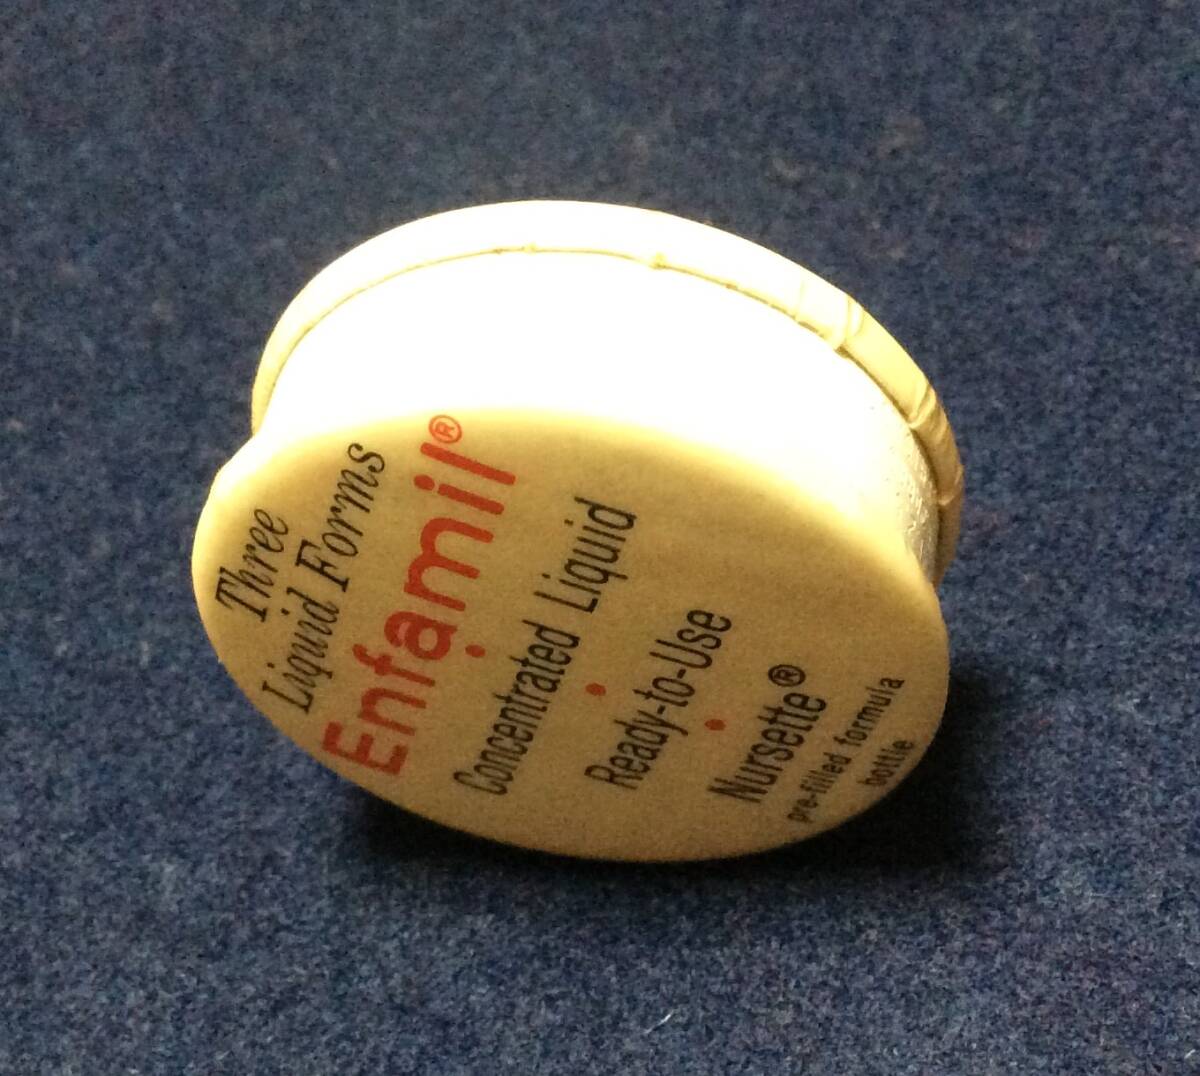 Three
Liquid Forms
Enfamil®
•
Concentrated Liquid
•
Ready-to-Use
•
Nursette®
pre-filled formula
bottle